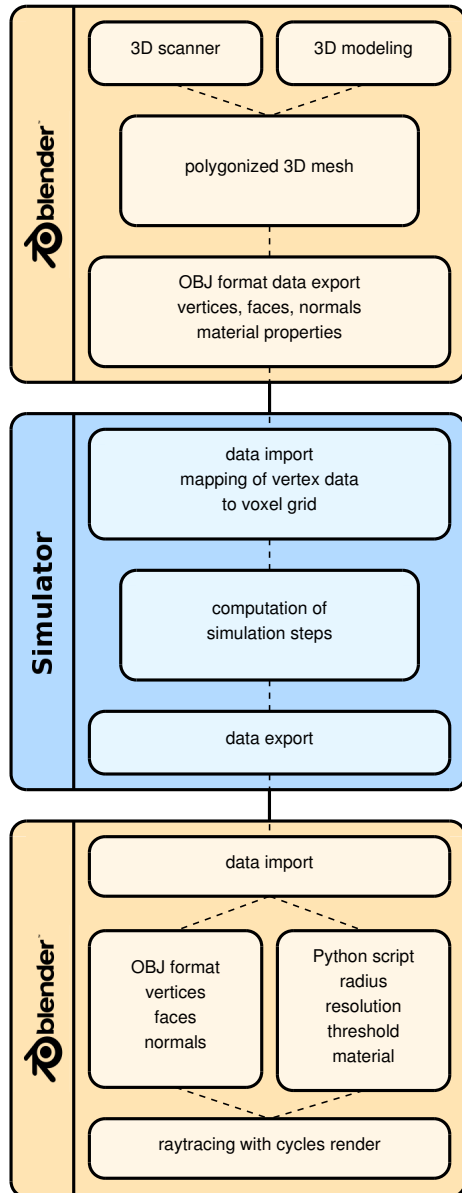 blender™
3D scanner
3D modeling
polygonized 3D mesh
OBJ format data export
vertices, faces, normals
material properties
Simulator
data import
mapping of vertex data
to voxel grid
computation of
simulation steps
data export
blender™
data import
OBJ format
vertices
faces
normals
Python script
radius
resolution
threshold
material
raytracing with cycles render